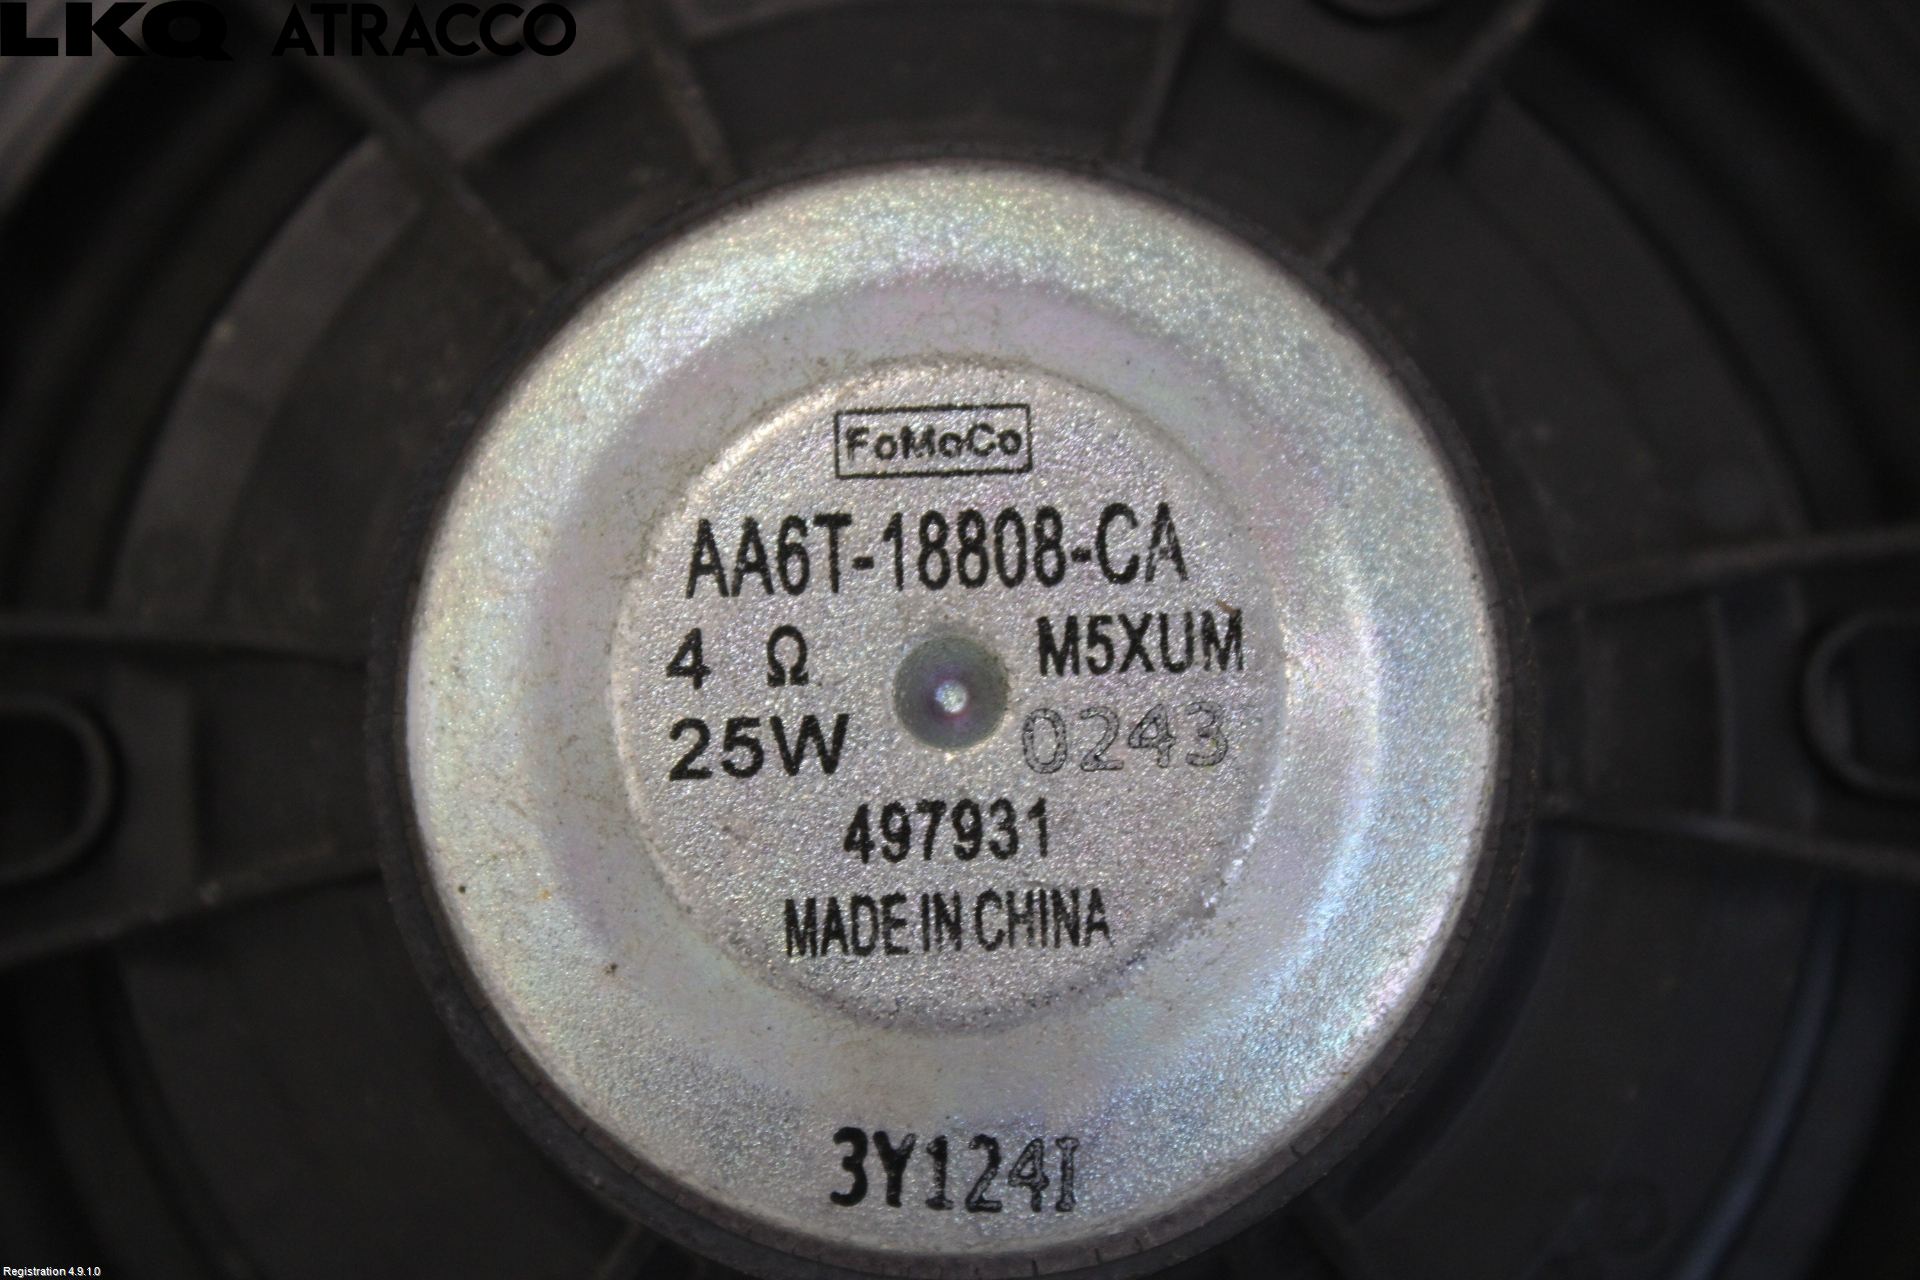 LKQ ATRACCO
FoMoCo
AA6T-18808-CA
4 Ω M5XUM
25W 0243
497931
MADE IN CHINA
3Y124I
Registration 4.9.1.0